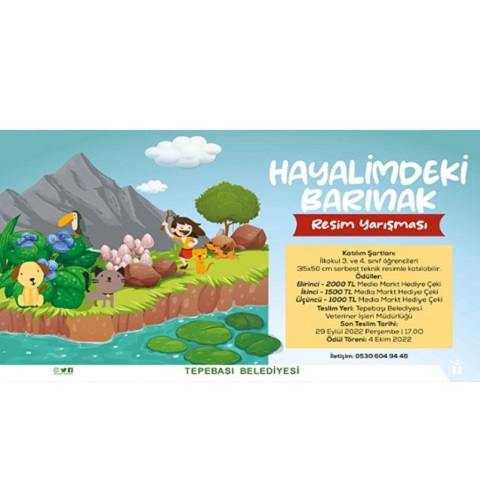 HAYALİMDEKİ
BARINAK
Resim Yarışması
Katılım Şartları:
İlkokul 3. ve 4. sınıf öğrencileri
35x50 cm serbest teknik resimle katılabilir.
Ödüller:
Birinci - 2000 TL Media Markt Hediye Çeki
İkinci - 1500 TL Media Markt Hediye Çeki
Üçüncü - 1000 TL Media Markt Hediye Çeki
Teslim Yeri: Tepebaşı Belediyesi
Veteriner İşleri Müdürlüğü
Son Teslim Tarihi:
29 Eylül 2022 Perşembe | 17.00
Ödül Töreni: 4 Ekim 2022
İletişim: 0530 604 94 46
TEPEBAŞI BELEDİYESİ